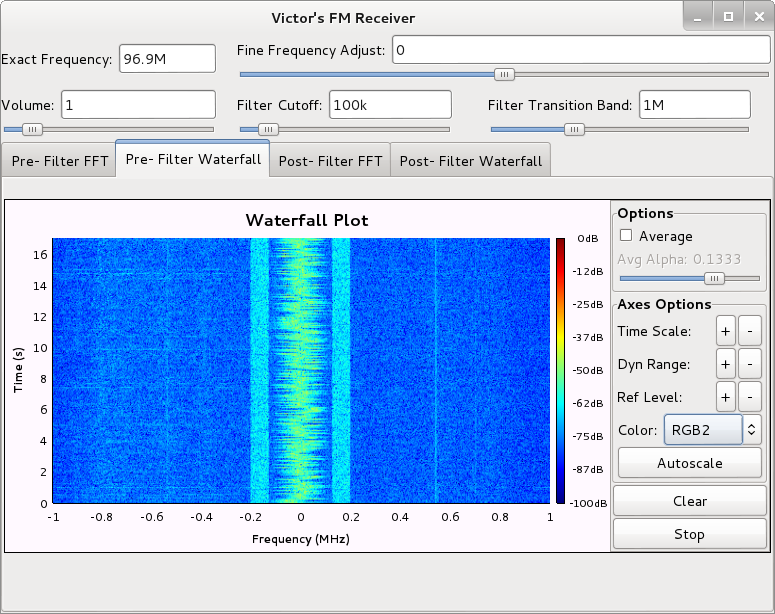 Victor's FM Receiver
Exact Frequency: 96.9M
Fine Frequency Adjust: 0
Volume: 1
Filter Cutoff: 100k
Filter Transition Band: 1M
Pre- Filter FFT
Pre- Filter Waterfall
Post- Filter FFT
Post- Filter Waterfall
Waterfall Plot
Time (s)
16
14
12
10
8
6
4
2
0
-1 -0.8 -0.6 -0.4 -0.2 0 0.2 0.4 0.6 0.8 1
Frequency (MHz)
0dB
-12dB
-25dB
-37dB
-50dB
-62dB
-75dB
-87dB
-100dB
Options
Average
Avg Alpha: 0.1333
Axes Options
Time Scale: + -
Dyn Range: + -
Ref Level: + -
Color: RGB2
Autoscale
Clear
Stop